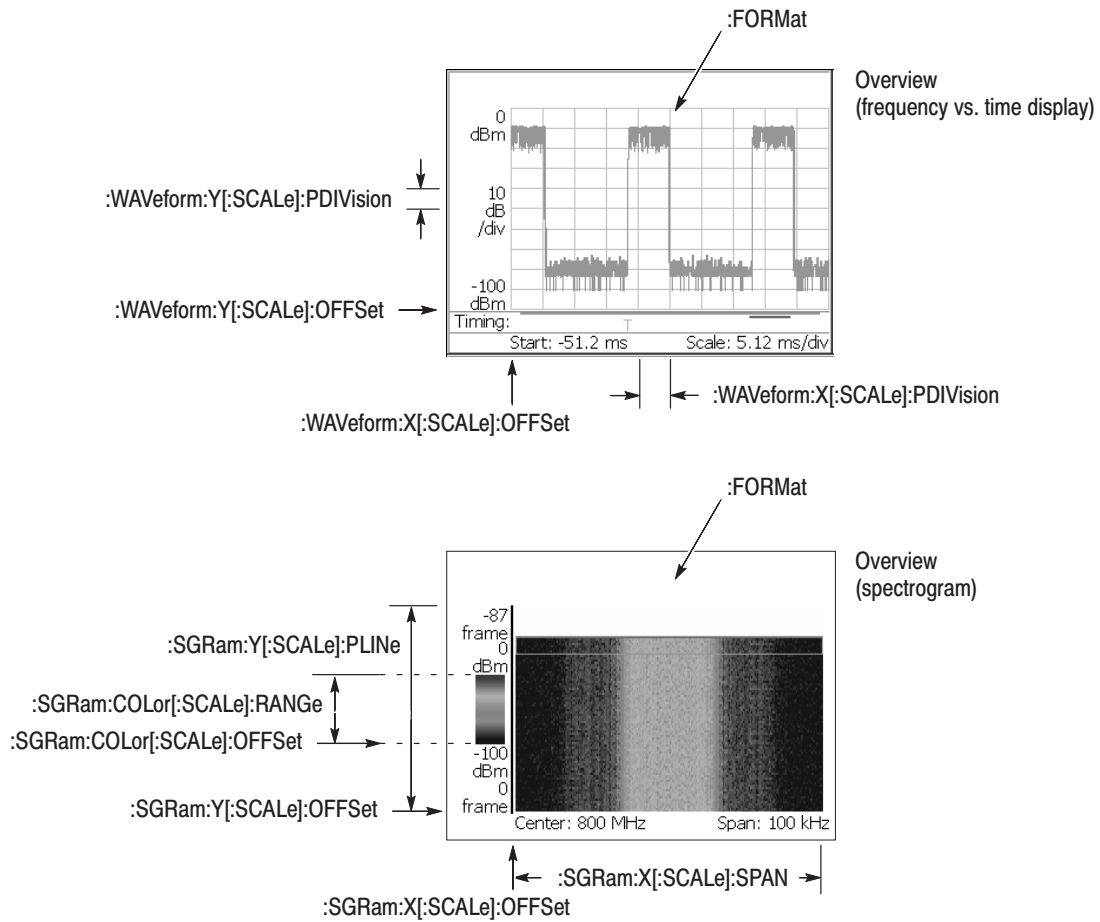 :FORMat
Overview
(frequency vs. time display)
0
dBm
:WAVeform:Y[:SCALe]:PDIVision
10
dB
/div
-100
dBm
:WAVeform:Y[:SCALe]:OFFSet
Timing:
T
Start: -51.2 ms
Scale: 5.12 ms/div
:WAVeform:X[:SCALe]:PDIVision
:WAVeform:X[:SCALe]:OFFSet
:FORMat
Overview
(spectrogram)
-87
frame
:SGRam:Y[:SCALe]:PLINe
0
dBm
:SGRam:COLor[:SCALe]:RANGe
:SGRam:COLor[:SCALe]:OFFSet
-100
dBm
0
frame
:SGRam:Y[:SCALe]:OFFSet
Center: 800 MHz
Span: 100 kHz
:SGRam:X[:SCALe]:SPAN
:SGRam:X[:SCALe]:OFFSet